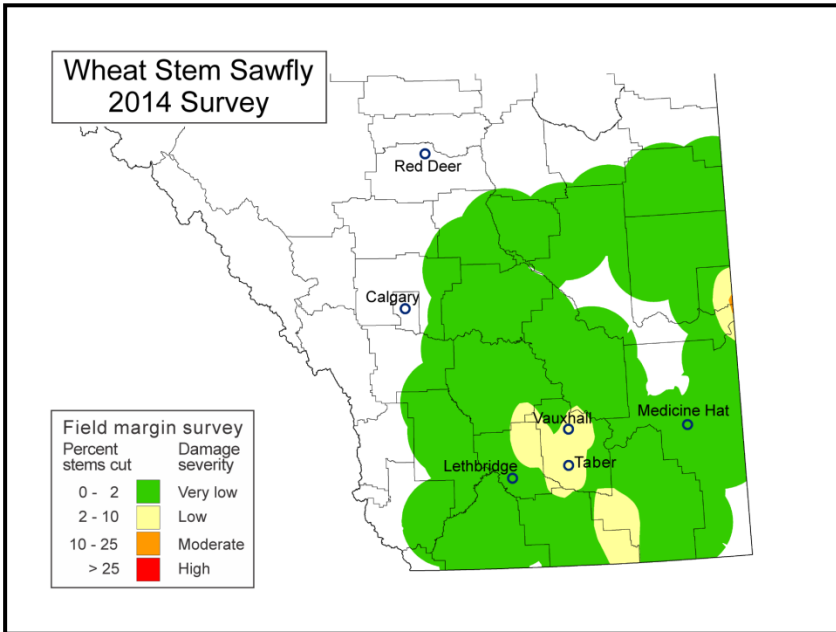 Wheat Stem Sawfly
2014 Survey
Red Deer
Calgary
Vauxhall
Medicine Hat
Lethbridge
Taber
Field margin survey
Percent Damage
stems cut severity
0 - 2 Very low
2 - 10 Low
10 - 25 Moderate
> 25 High